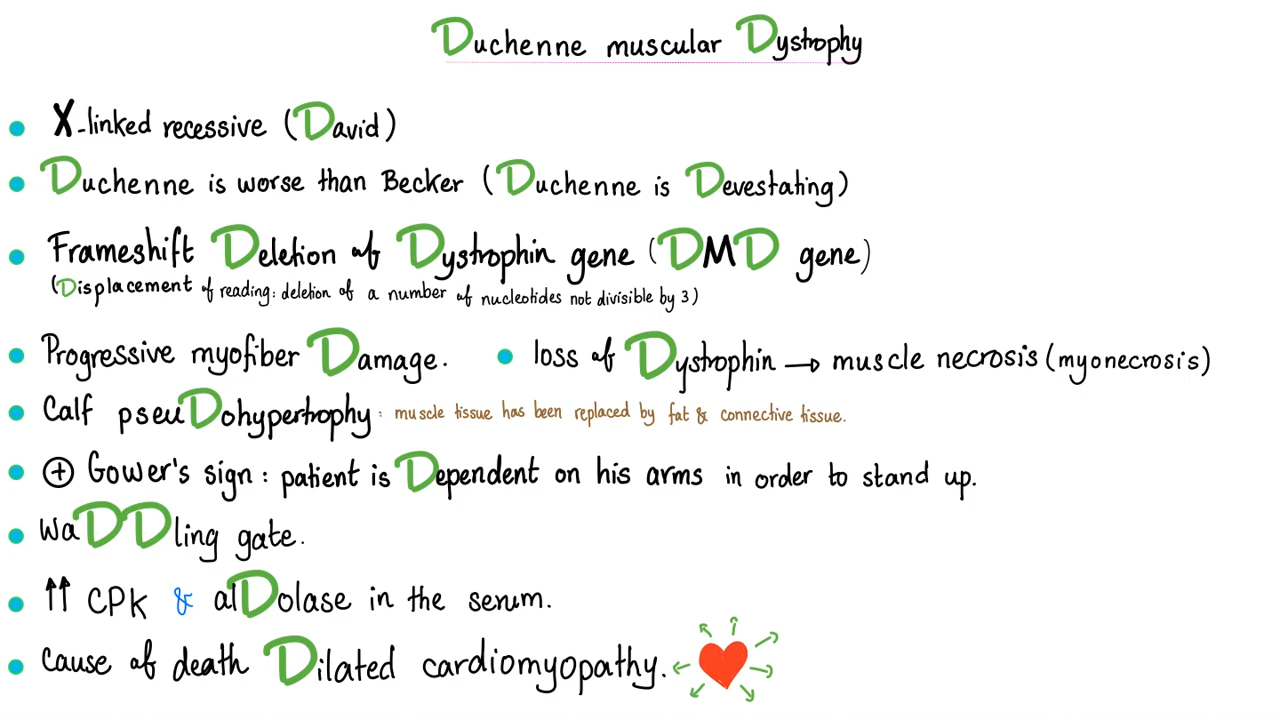 Duchenne muscular Dystrophy
X-linked recessive (David)
Duchenne is worse than Becker (Duchenne is Devestating)
Frameshift Deletion of Dystrophin gene (DMD gene)
(Displacement of reading: deletion of a number of nucleotides not divisible by 3)
Progressive myofiber Damage.
loss of Dystrophin → muscle necrosis (myonecrosis)
Calf pseuDohypertrophy: muscle tissue has been replaced by fat & connective tissue.
⊕ Gower's sign: patient is Dependent on his arms in order to stand up.
WaDDling gate.
↑↑ CPK & alDolase in the serum.
Cause of death Dilated cardiomyopathy.